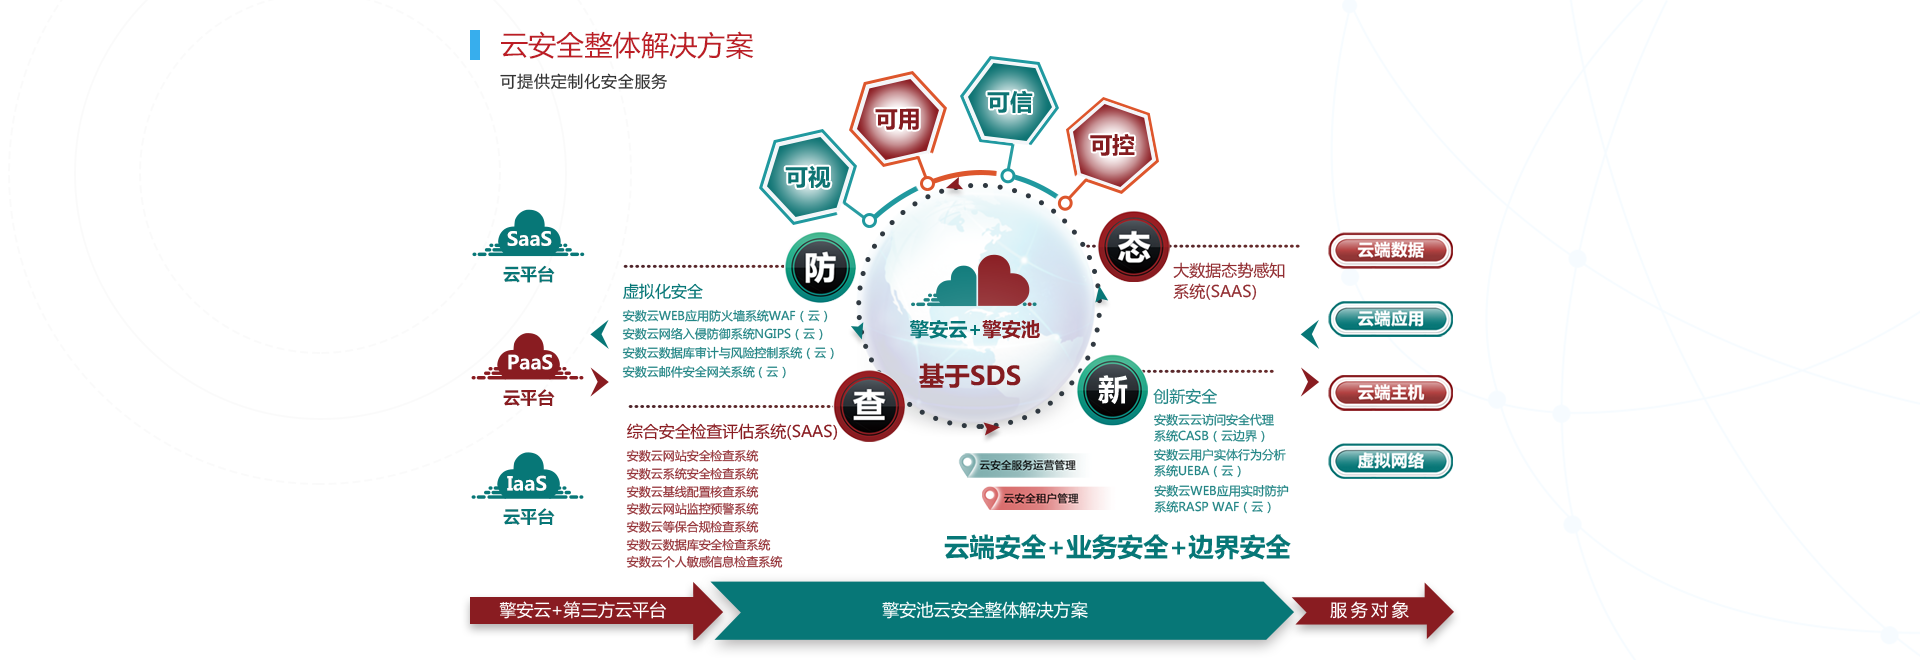 云安全整体解决方案
可提供定制化安全服务
可视
可用
可信
可控
SaaS
云平台
PaaS
云平台
IaaS
云平台
防
虚拟化安全
安数云WEB应用防火墙系统WAF（云）
安数云网络入侵防御系统NGIPS（云）
安数云数据库审计与风险控制系统（云）
安数云邮件安全网关系统（云）
查
综合安全检查评估系统(SAAS)
安数云网站安全检查系统
安数云系统安全检查系统
安数云基线配置核查系统
安数云网站监控预警系统
安数云等保合规检查系统
安数云数据库安全检查系统
安数云个人敏感信息检查系统
擎安云+擎安池
基于SDS
态
大数据态势感知
系统(SAAS)
新
创新安全
安数云云访问安全代理
系统CASB（云边界）
安数云用户实体行为分析
系统UEBA（云）
安数云WEB应用实时防护
系统RASP WAF（云）
云安全服务运营管理
云安全租户管理
云端安全+业务安全+边界安全
云端数据
云端应用
云端主机
虚拟网络
擎安云+第三方云平台
擎安池云安全整体解决方案
服务对象